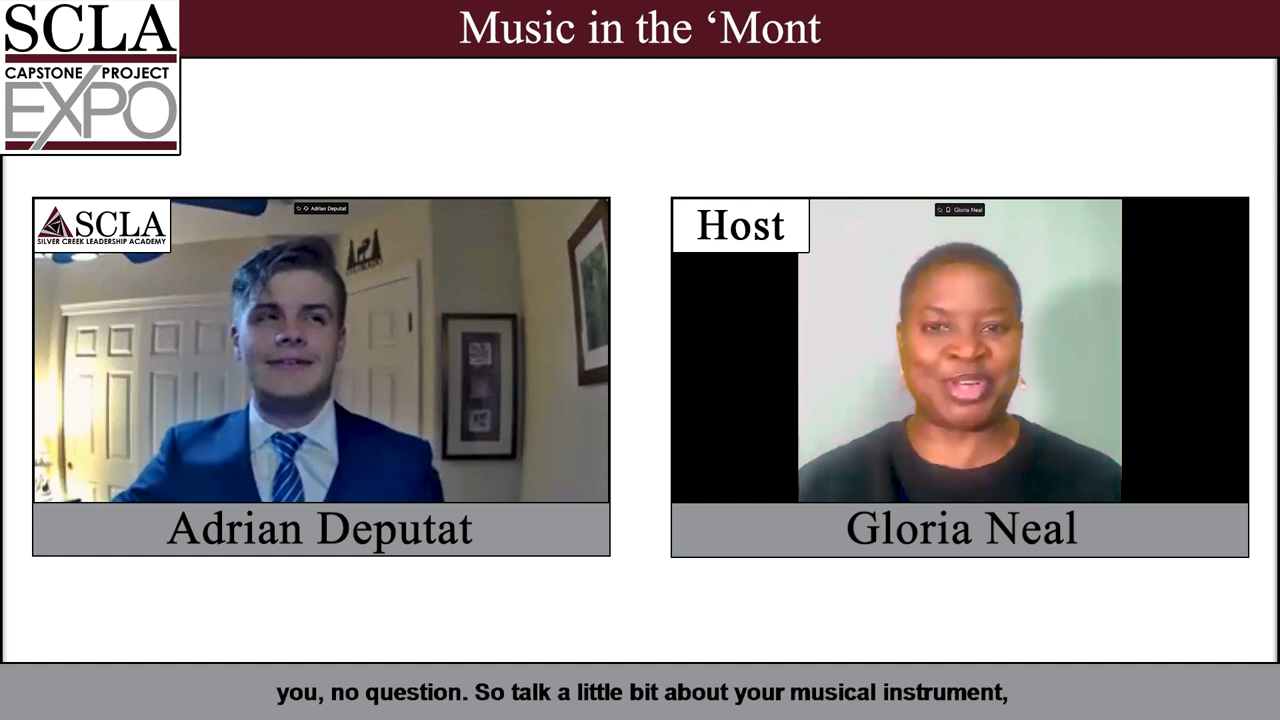 SCLA
CAPSTONE PROJECT
EXPO
Music in the ‘Mont
SCLA
SILVER CREEK LEADERSHIP ACADEMY
Adrian Deputat
Host
Gloria Neal
Adrian Deputat
Gloria Neal
you, no question. So talk a little bit about your musical instrument,